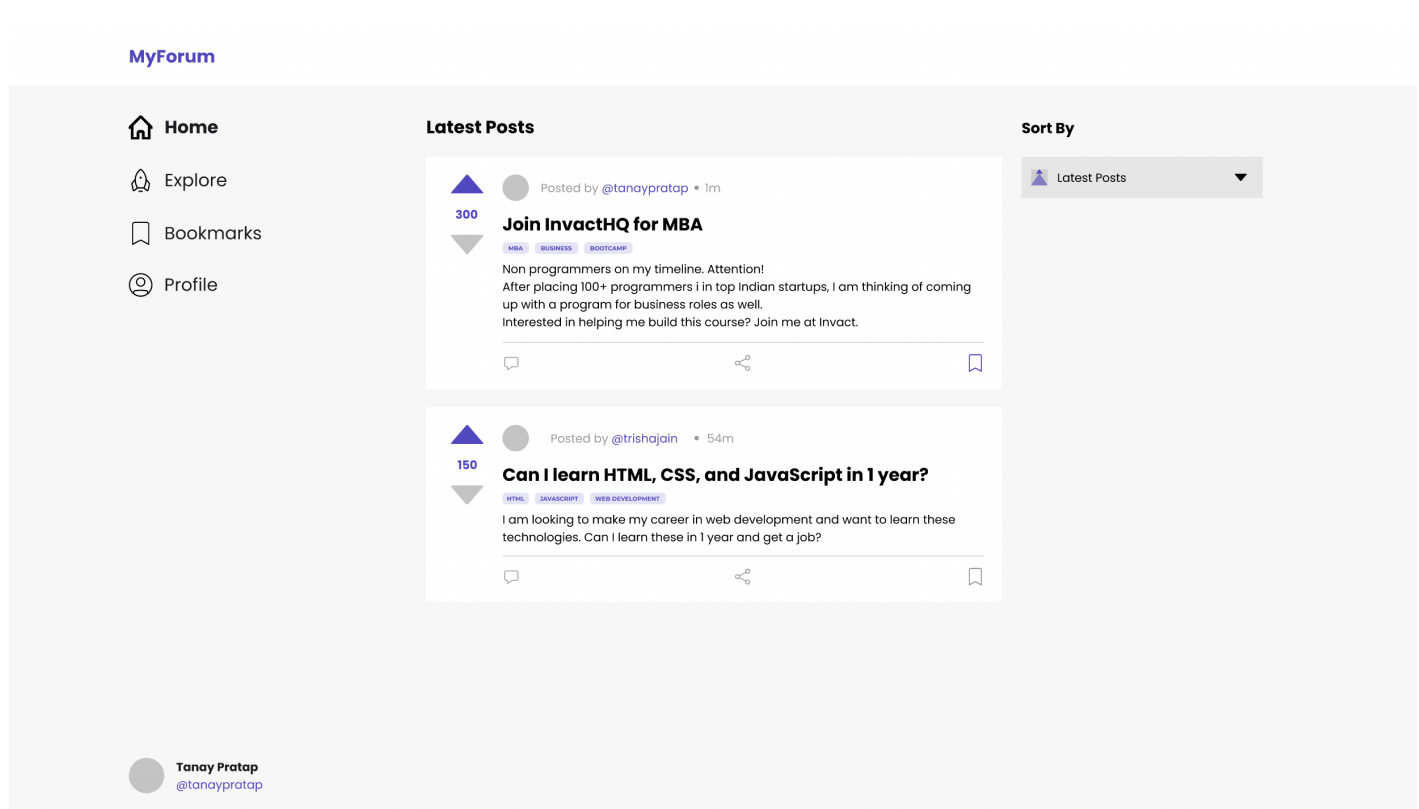 MyForum
Home
Explore
Bookmarks
Profile
Latest Posts
Posted by @tanaypratap • 1m
300
Join InvactHQ for MBA
MBA BUSINESS BOOTCAMP
Non programmers on my timeline. Attention!
After placing 100+ programmers i in top Indian startups, I am thinking of coming
up with a program for business roles as well.
Interested in helping me build this course? Join me at Invact.
Posted by @trishajain • 54m
150
Can I learn HTML, CSS, and JavaScript in 1 year?
HTML JAVASCRIPT WEB DEVELOPMENT
I am looking to make my career in web development and want to learn these
technologies. Can I learn these in 1 year and get a job?
Sort By
Latest Posts
Tanay Pratap
@tanaypratap